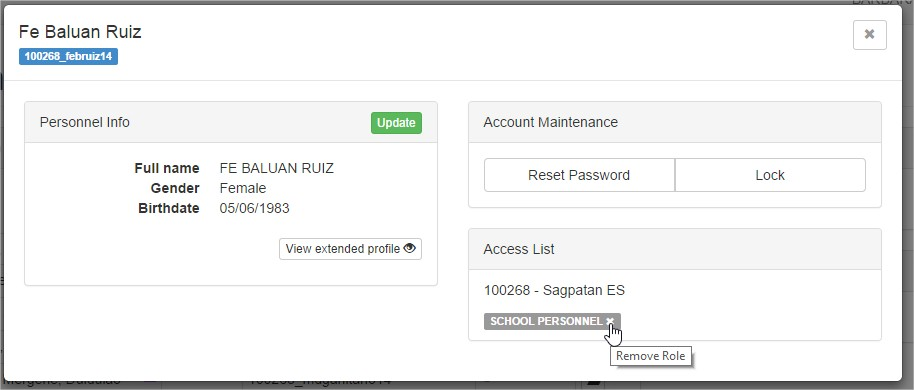 Fe Baluan Ruiz
100268_februiz14
Personnel Info
Update
Full name FE BALUAN RUIZ
Gender Female
Birthdate 05/06/1983
View extended profile
Account Maintenance
Reset Password
Lock
Access List
100268 - Sagpatan ES
SCHOOL PERSONNEL
Remove Role